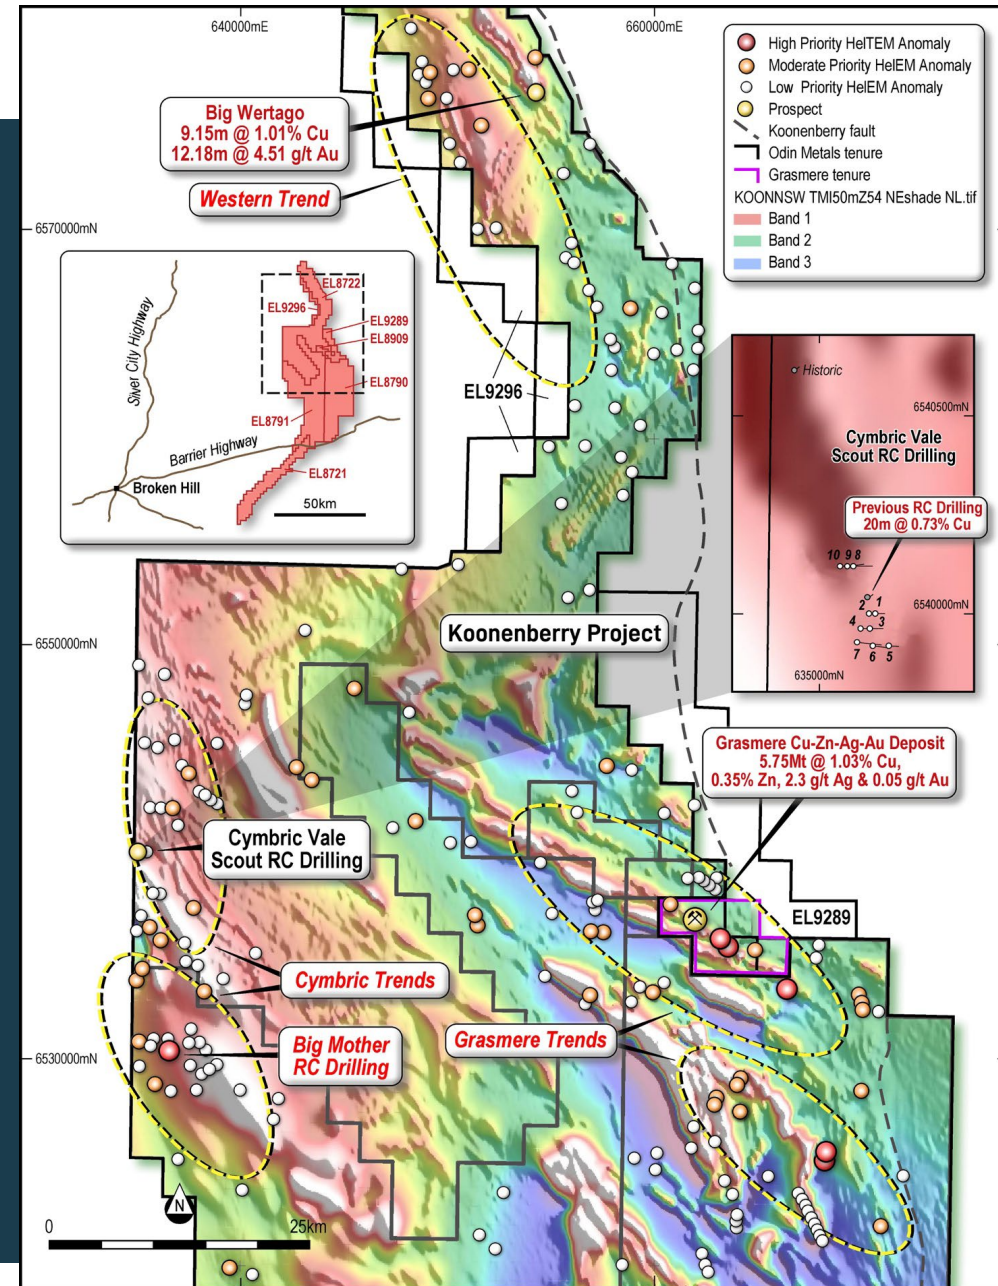 640000mE
660000mE
High Priority HelTEM Anomaly
Moderate Priority HelEM Anomaly
Low Priority HelEM Anomaly
Prospect
Koonenberry fault
Odin Metals tenure
Grasmere tenure
KOONNSW TMI50mZ54 NEshade NL.tif
Band 1
Band 2
Band 3
Big Wertago
9.15m @ 1.01% Cu
12.18m @ 4.51 g/t Au
Western Trend
6570000mN
Silver City Highway
EL8722
EL9296
EL9289
EL8909
EL8790
EL8791
Barrier Highway
EL8721
Broken Hill
50km
EL9296
Historic
6540500mN
Cymbric Vale
Scout RC Drilling
Previous RC Drilling
20m @ 0.73% Cu
10 9 8
2 1
6540000mN
4 3
7 6 5
635000mN
Koonenberry Project
6550000mN
Grasmere Cu-Zn-Ag-Au Deposit
5.75Mt @ 1.03% Cu,
0.35% Zn, 2.3 g/t Ag & 0.05 g/t Au
Cymbric Vale
Scout RC Drilling
EL9289
Cymbric Trends
Grasmere Trends
Big Mother
RC Drilling
6530000mN
N
0
25km